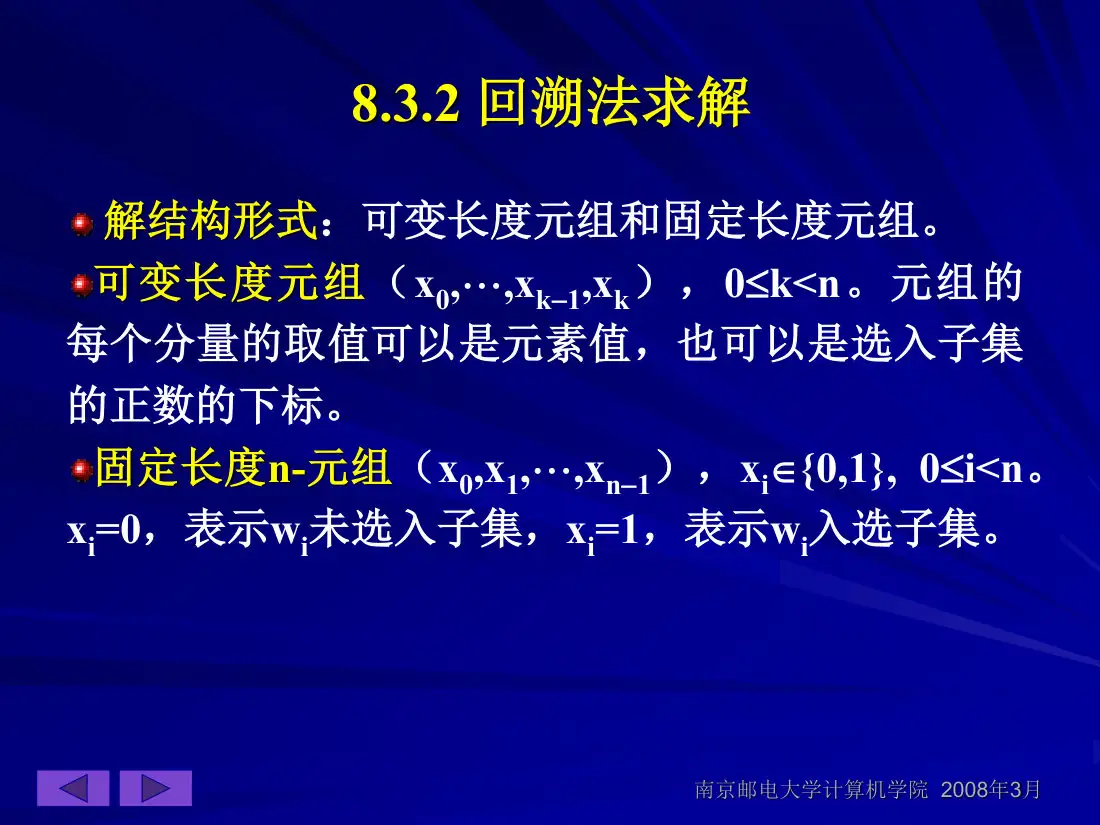 8.3.2 回溯法求解
解结构形式：可变长度元组和固定长度元组。
可变长度元组（x₀,⋯,xₖ₋₁,xₖ），0≤k<n。元组的
每个分量的取值可以是元素值，也可以是选入子集
的正数的下标。
固定长度n-元组（x₀,x₁,⋯,xₙ₋₁），xᵢ∈{0,1}, 0≤i<n。
xᵢ=0，表示wᵢ未选入子集，xᵢ=1，表示wᵢ入选子集。
南京邮电大学计算机学院 2008年3月